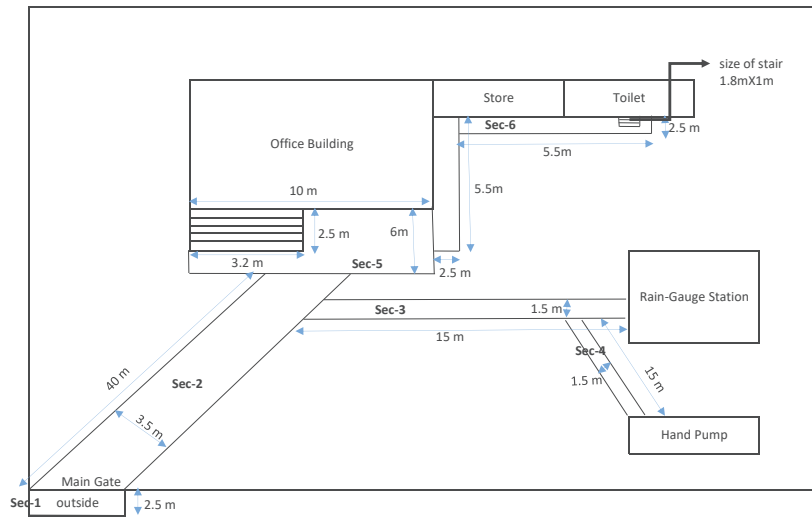 size of stair
1.8mX1m
Store
Toilet
Sec-6
2.5 m
Office Building
5.5m
10 m
5.5m
2.5 m
6m
3.2 m
Sec-5
2.5 m
Rain-Gauge Station
Sec-3
1.5 m
15 m
Sec-4
40 m
Sec-2
1.5 m
15 m
3.5 m
Hand Pump
Main Gate
Sec-1
outside
2.5 m